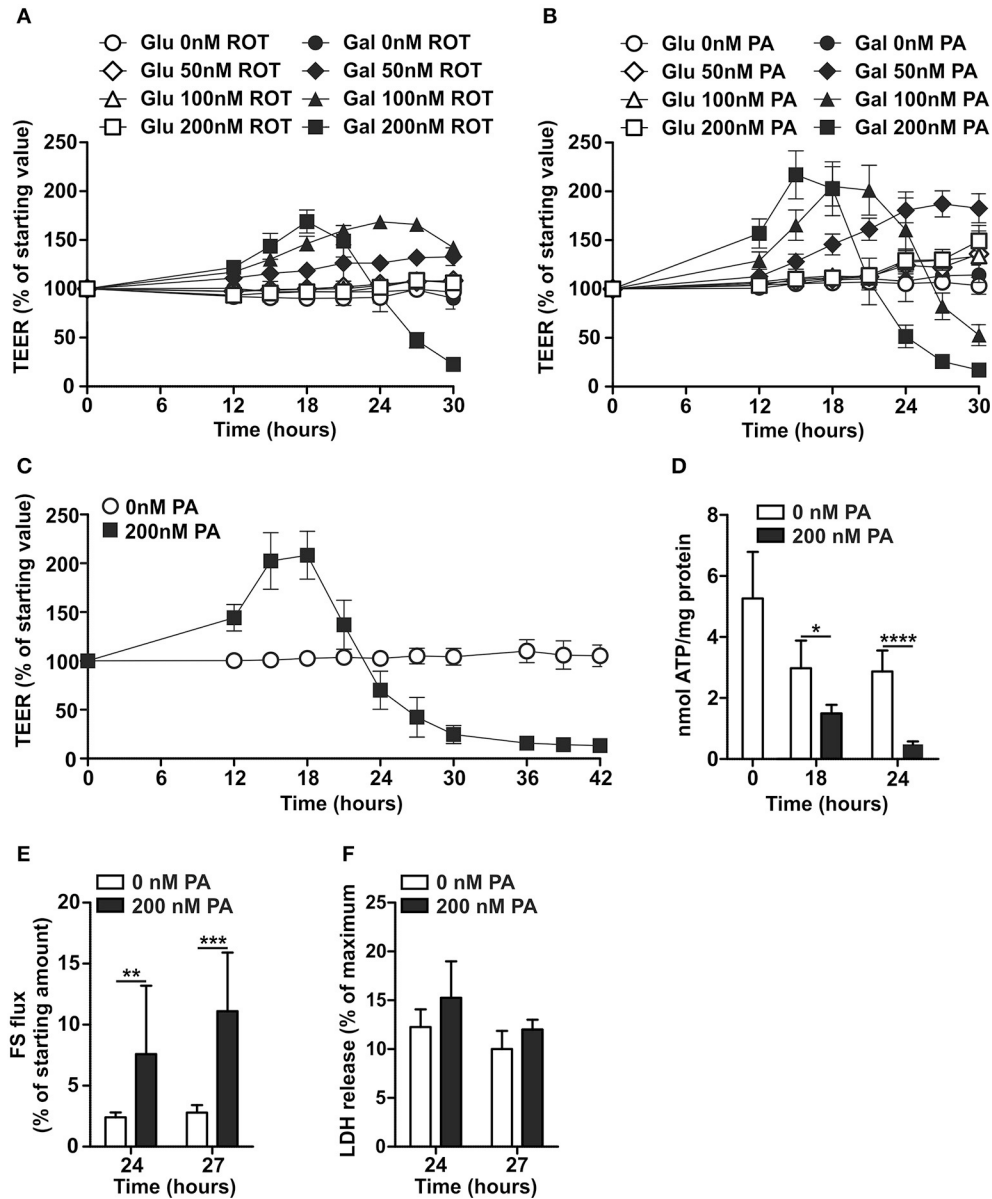 A
Glu 0nM ROT
Gal 0nM ROT
Glu 50nM ROT
Gal 50nM ROT
Glu 100nM ROT
Gal 100nM ROT
Glu 200nM ROT
Gal 200nM ROT
TEER (% of starting value)
250
200
150
100
50
0
0 6 12 18 24 30
Time (hours)
B
Glu 0nM PA
Gal 0nM PA
Glu 50nM PA
Gal 50nM PA
Glu 100nM PA
Gal 100nM PA
Glu 200nM PA
Gal 200nM PA
TEER (% of starting value)
250
200
150
100
50
0
0 6 12 18 24 30
Time (hours)
C
0nM PA
200nM PA
TEER (% of starting value)
250
200
150
100
50
0
0 6 12 18 24 30 36 42
Time (hours)
D
0 nM PA
200 nM PA
nmol ATP/mg protein
8
6
4
2
0
*
****
0 18 24
Time (hours)
E
0 nM PA
200 nM PA
FS flux
(% of starting amount)
20
15
10
5
0
**
***
24 27
Time (hours)
F
0 nM PA
200 nM PA
LDH release (% of maximum
25
20
15
10
5
0
24 27
Time (hours)